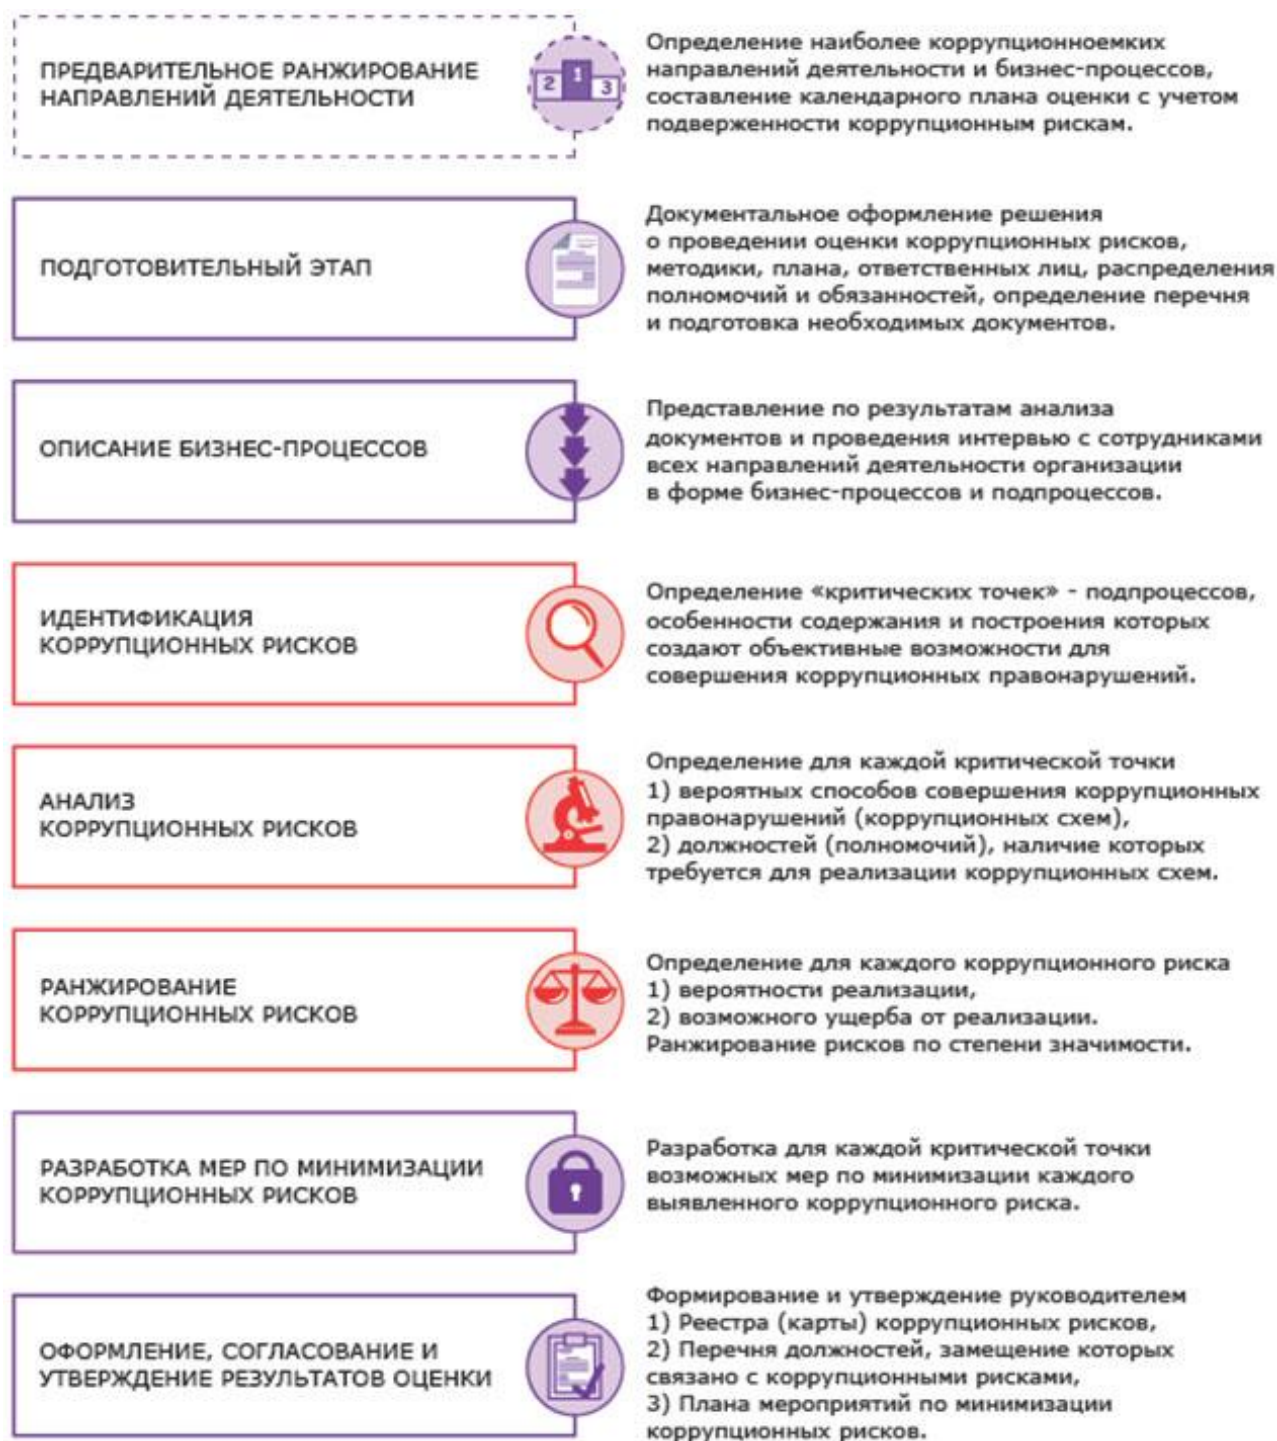 ПРЕДВАРИТЕЛЬНОЕ РАНЖИРОВАНИЕ
НАПРАВЛЕНИЙ ДЕЯТЕЛЬНОСТИ
2 1 3
Определение наиболее коррупционноемких
направлений деятельности и бизнес-процессов,
составление календарного плана оценки с учетом
подверженности коррупционным рискам.
ПОДГОТОВИТЕЛЬНЫЙ ЭТАП
Документальное оформление решения
о проведении оценки коррупционных рисков,
методики, плана, ответственных лиц, распределения
полномочий и обязанностей, определение перечня
и подготовка необходимых документов.
ОПИСАНИЕ БИЗНЕС-ПРОЦЕССОВ
Представление по результатам анализа
документов и проведения интервью с сотрудниками
всех направлений деятельности организации
в форме бизнес-процессов и подпроцессов.
ИДЕНТИФИКАЦИЯ
КОРРУПЦИОННЫХ РИСКОВ
Определение «критических точек» - подпроцессов,
особенности содержания и построения которых
создают объективные возможности для
совершения коррупционных правонарушений.
АНАЛИЗ
КОРРУПЦИОННЫХ РИСКОВ
Определение для каждой критической точки
1) вероятных способов совершения коррупционных
правонарушений (коррупционных схем),
2) должностей (полномочий), наличие которых
требуется для реализации коррупционных схем.
РАНЖИРОВАНИЕ
КОРРУПЦИОННЫХ РИСКОВ
Определение для каждого коррупционного риска
1) вероятности реализации,
2) возможного ущерба от реализации.
Ранжирование рисков по степени значимости.
РАЗРАБОТКА МЕР ПО МИНИМИЗАЦИИ
КОРРУПЦИОННЫХ РИСКОВ
Разработка для каждой критической точки
возможных мер по минимизации каждого
выявленного коррупционного риска.
ОФОРМЛЕНИЕ, СОГЛАСОВАНИЕ И
УТВЕРЖДЕНИЕ РЕЗУЛЬТАТОВ ОЦЕНКИ
Формирование и утверждение руководителем
1) Реестра (карты) коррупционных рисков,
2) Перечня должностей, замещение которых
связано с коррупционными рисками,
3) Плана мероприятий по минимизации
коррупционных рисков.